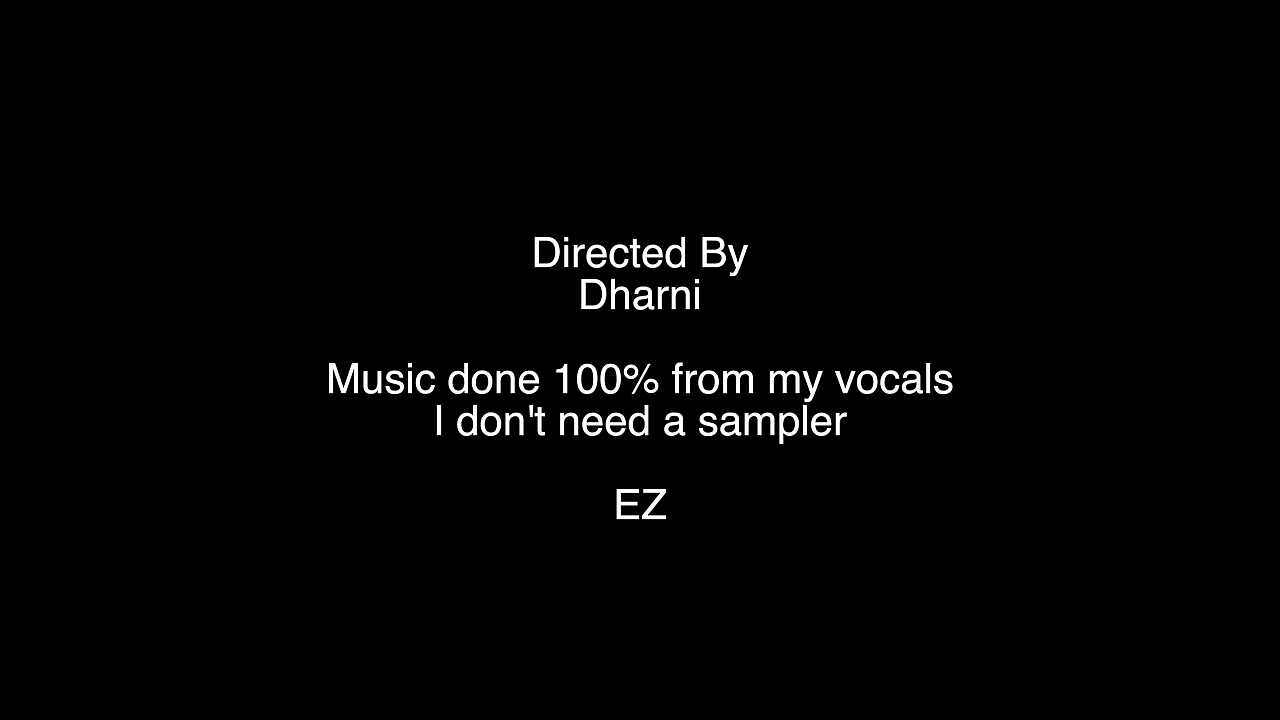 Directed By
Dharni
Music done 100% from my vocals
I don't need a sampler
EZ